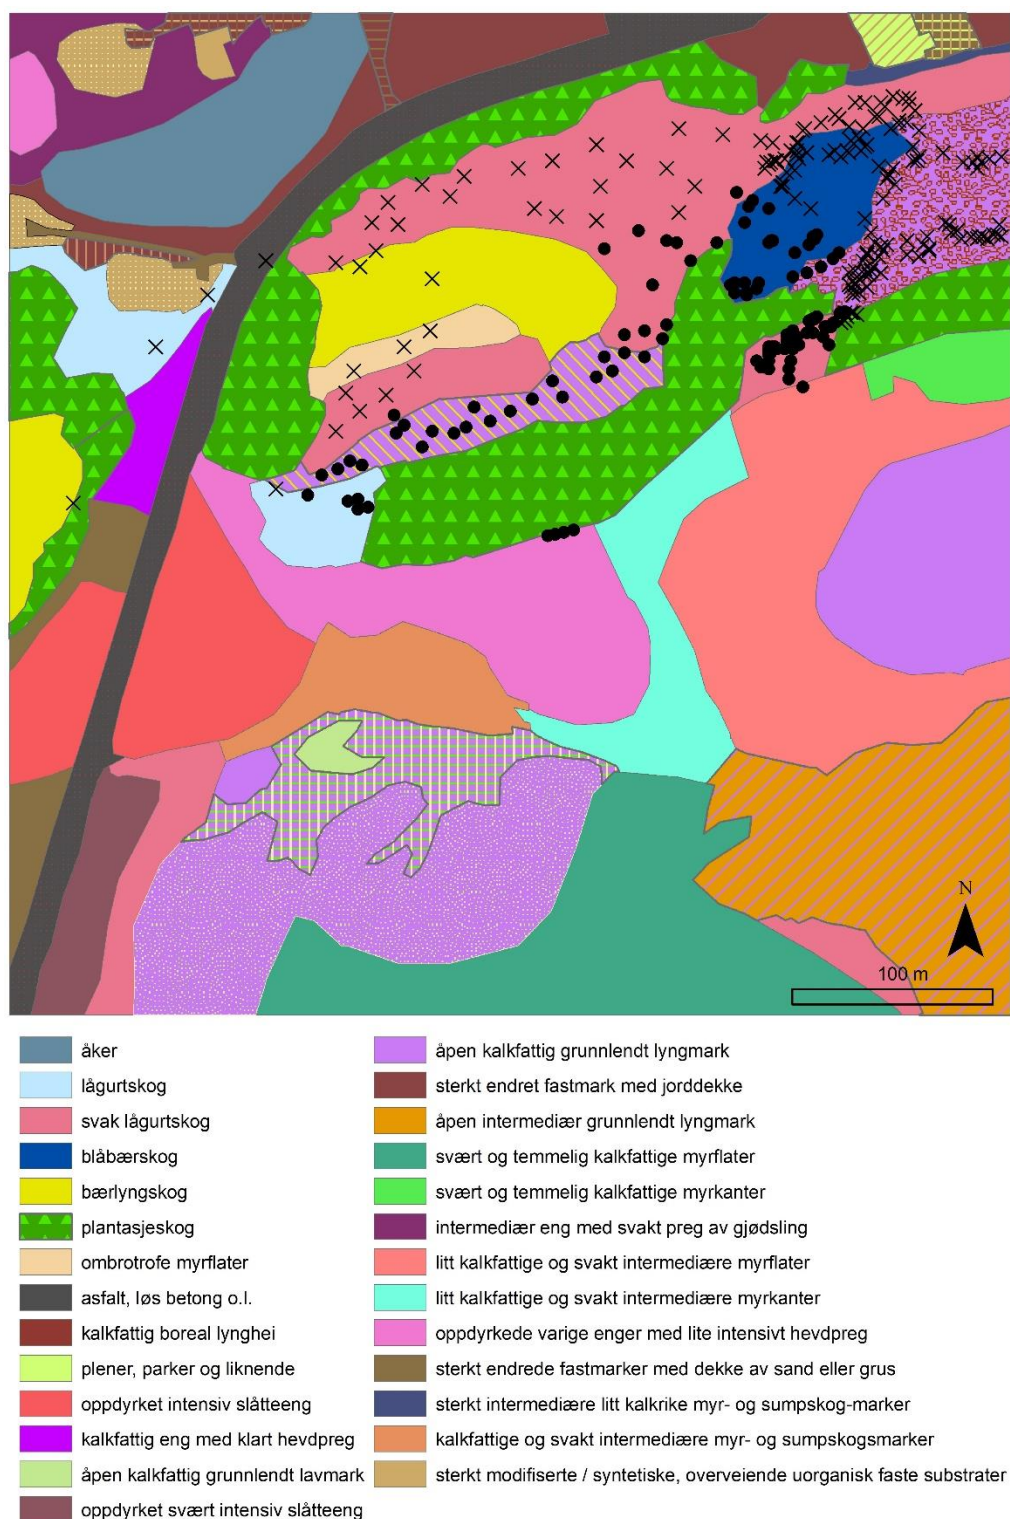 N
100 m
åker
lågurtskog
svak lågurtskog
blåbærskog
bærlyngskog
plantasjeskog
ombrotrofe myrflater
asfalt, løs betong o.l.
kalkfattig boreal lynghei
plener, parker og liknende
oppdyrket intensiv slåtteeng
kalkfattig eng med klart hevdpreg
åpen kalkfattig grunnlendt lavmark
oppdyrket svært intensiv slåtteeng
åpen kalkfattig grunnlendt lyngmark
sterkt endret fastmark med jorddekke
åpen intermediær grunnlendt lyngmark
svært og temmelig kalkfattige myrflater
svært og temmelig kalkfattige myrkanter
intermediær eng med svakt preg av gjødsling
litt kalkfattige og svakt intermediære myrflater
litt kalkfattige og svakt intermediære myrkanter
oppdyrkede varige enger med lite intensivt hevdpreg
sterkt endrede fastmarker med dekke av sand eller grus
sterkt intermediære litt kalkrike myr- og sumpskog-marker
kalkfattige og svakt intermediære myr- og sumpskogsmarker
sterkt modifiserte / syntetiske, overveiende uorganisk faste substrater